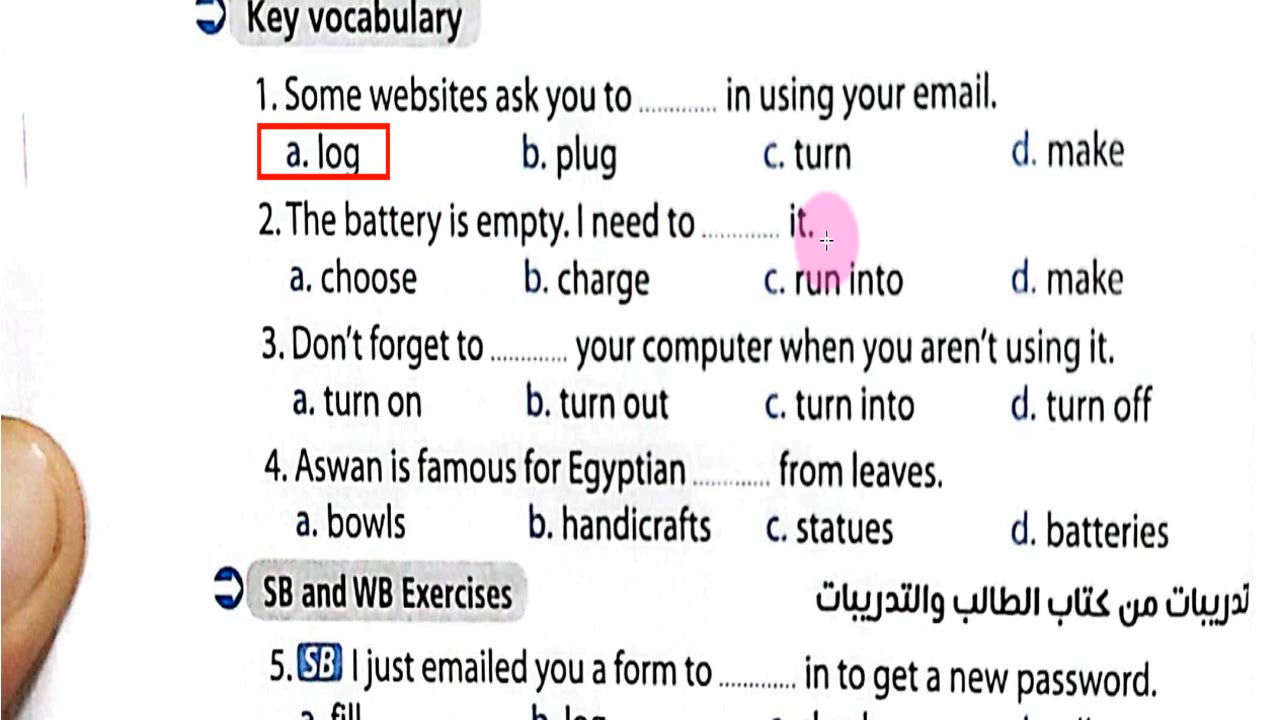 Key vocabulary
1. Some websites ask you to ............ in using your email.
a. log b. plug c. turn d. make
2. The battery is empty. I need to ............ it.
a. choose b. charge c. run into d. make
3. Don't forget to ............ your computer when you aren't using it.
a. turn on b. turn out c. turn into d. turn off
4. Aswan is famous for Egyptian ............ from leaves.
a. bowls b. handicrafts c. statues d. batteries
SB and WB Exercises تدريبات من كتاب الطالب والتدريبات
5. SB I just emailed you a form to ............ in to get a new password.
a. fill b. log